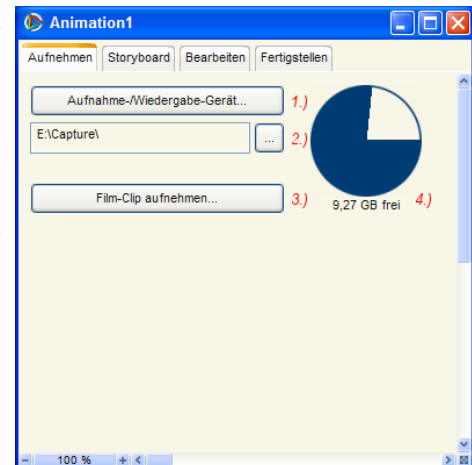 Animation1
Aufnehmen Storyboard Bearbeiten Fertigstellen
Aufnahme-/Wiedergabe-Gerät... 1.)
E:\Capture\ ... 2.)
Film-Clip aufnehmen... 3.) 9,27 GB frei 4.)
100 %